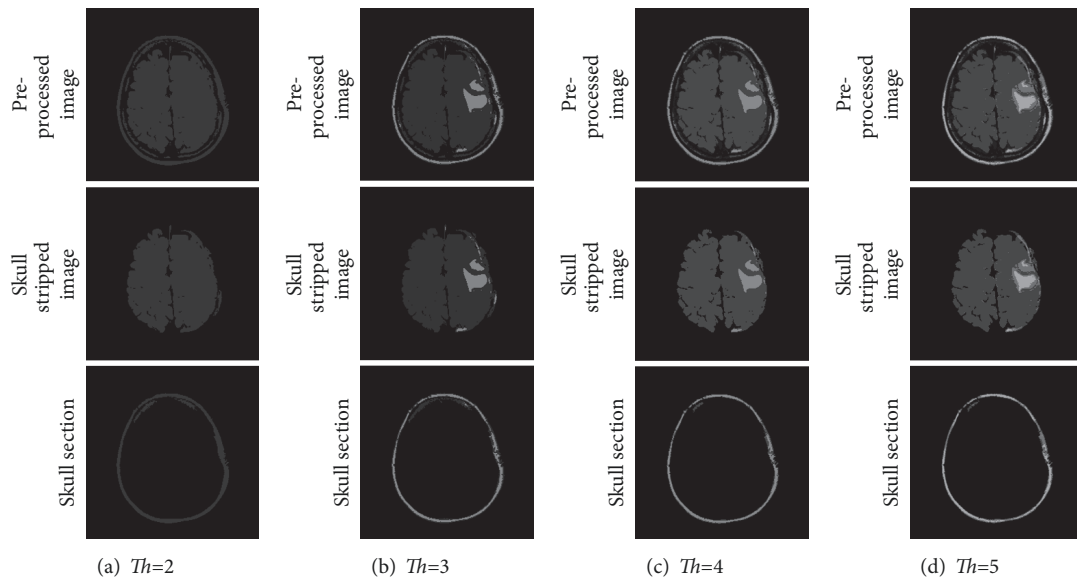 Pre-
processed
image
Pre-
processed
image
Pre-
processed
image
Pre-
processed
image
Skull
stripped
image
Skull
stripped
image
Skull
stripped
image
Skull
stripped
image
Skull section
Skull section
Skull section
Skull section
(a) Th=2
(b) Th=3
(c) Th=4
(d) Th=5